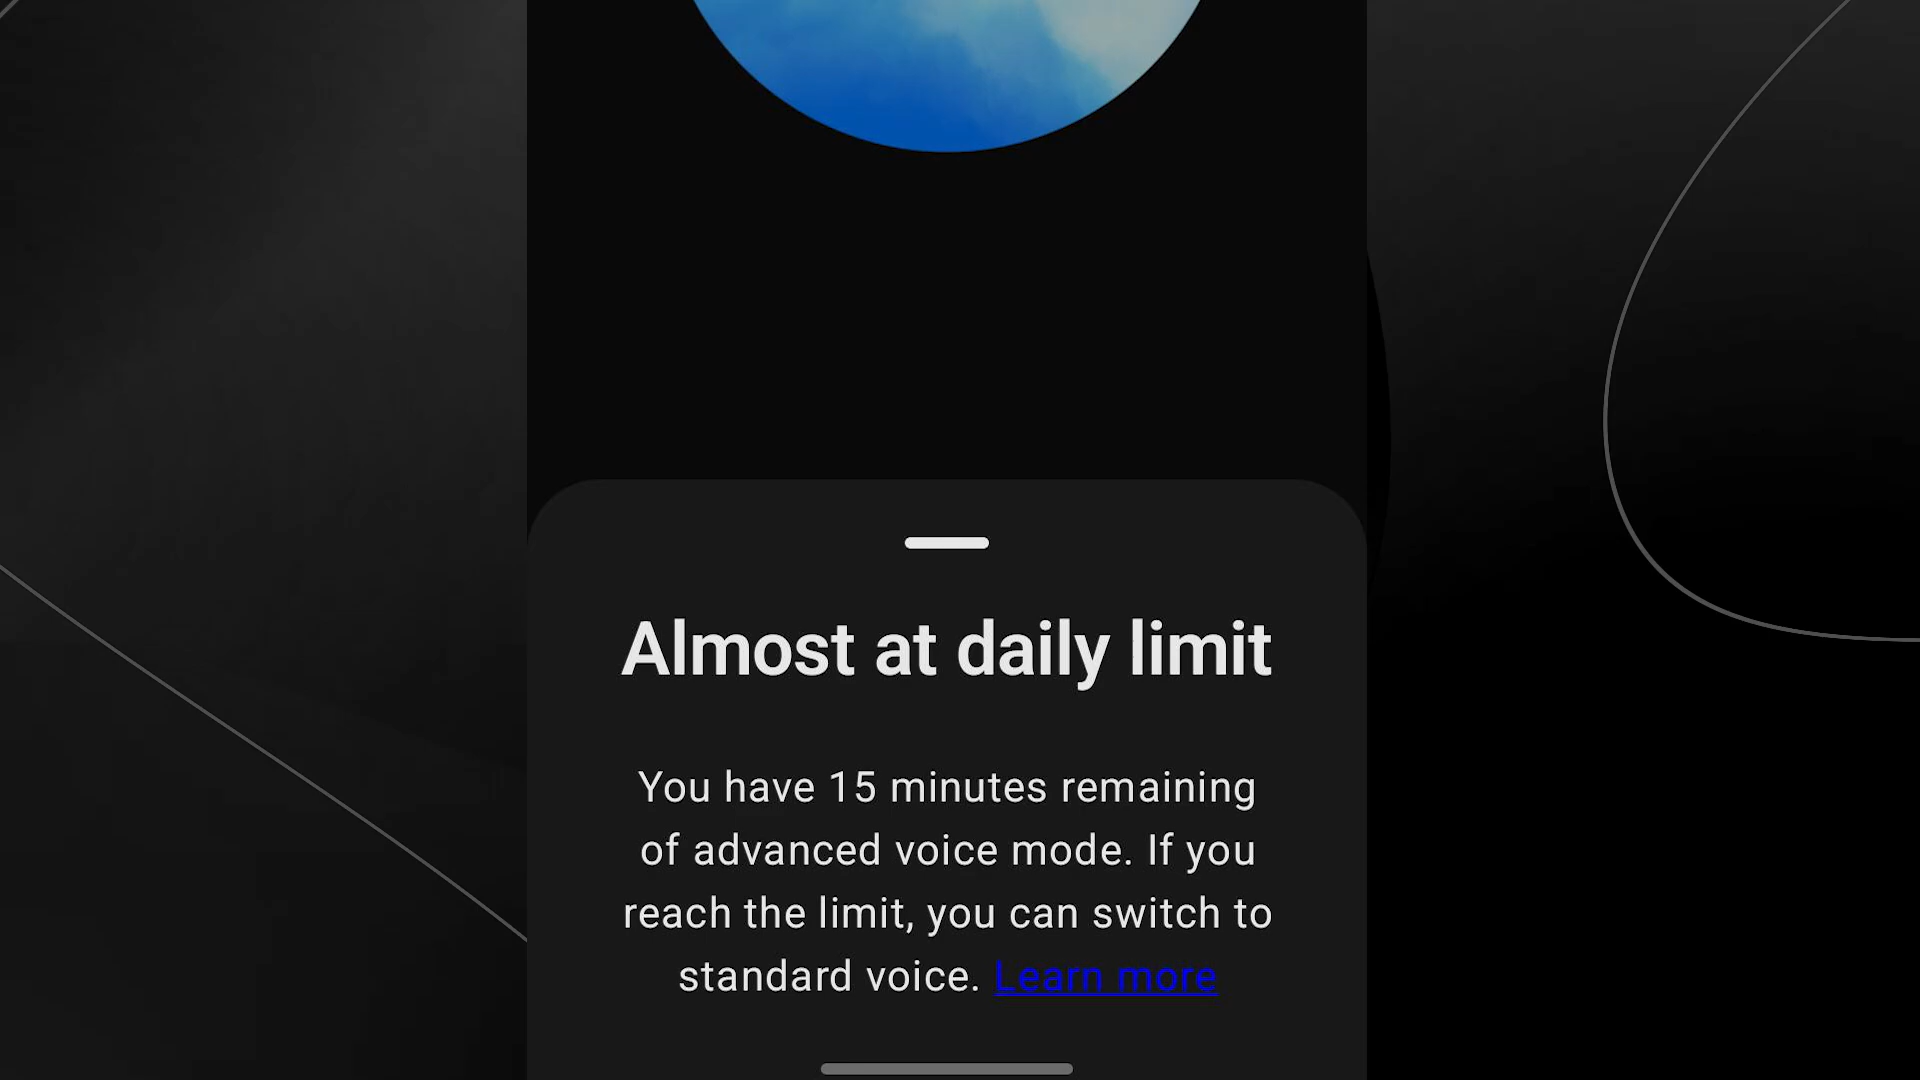 Almost at daily limit
You have 15 minutes remaining
of advanced voice mode. If you
reach the limit, you can switch to
standard voice. Learn more